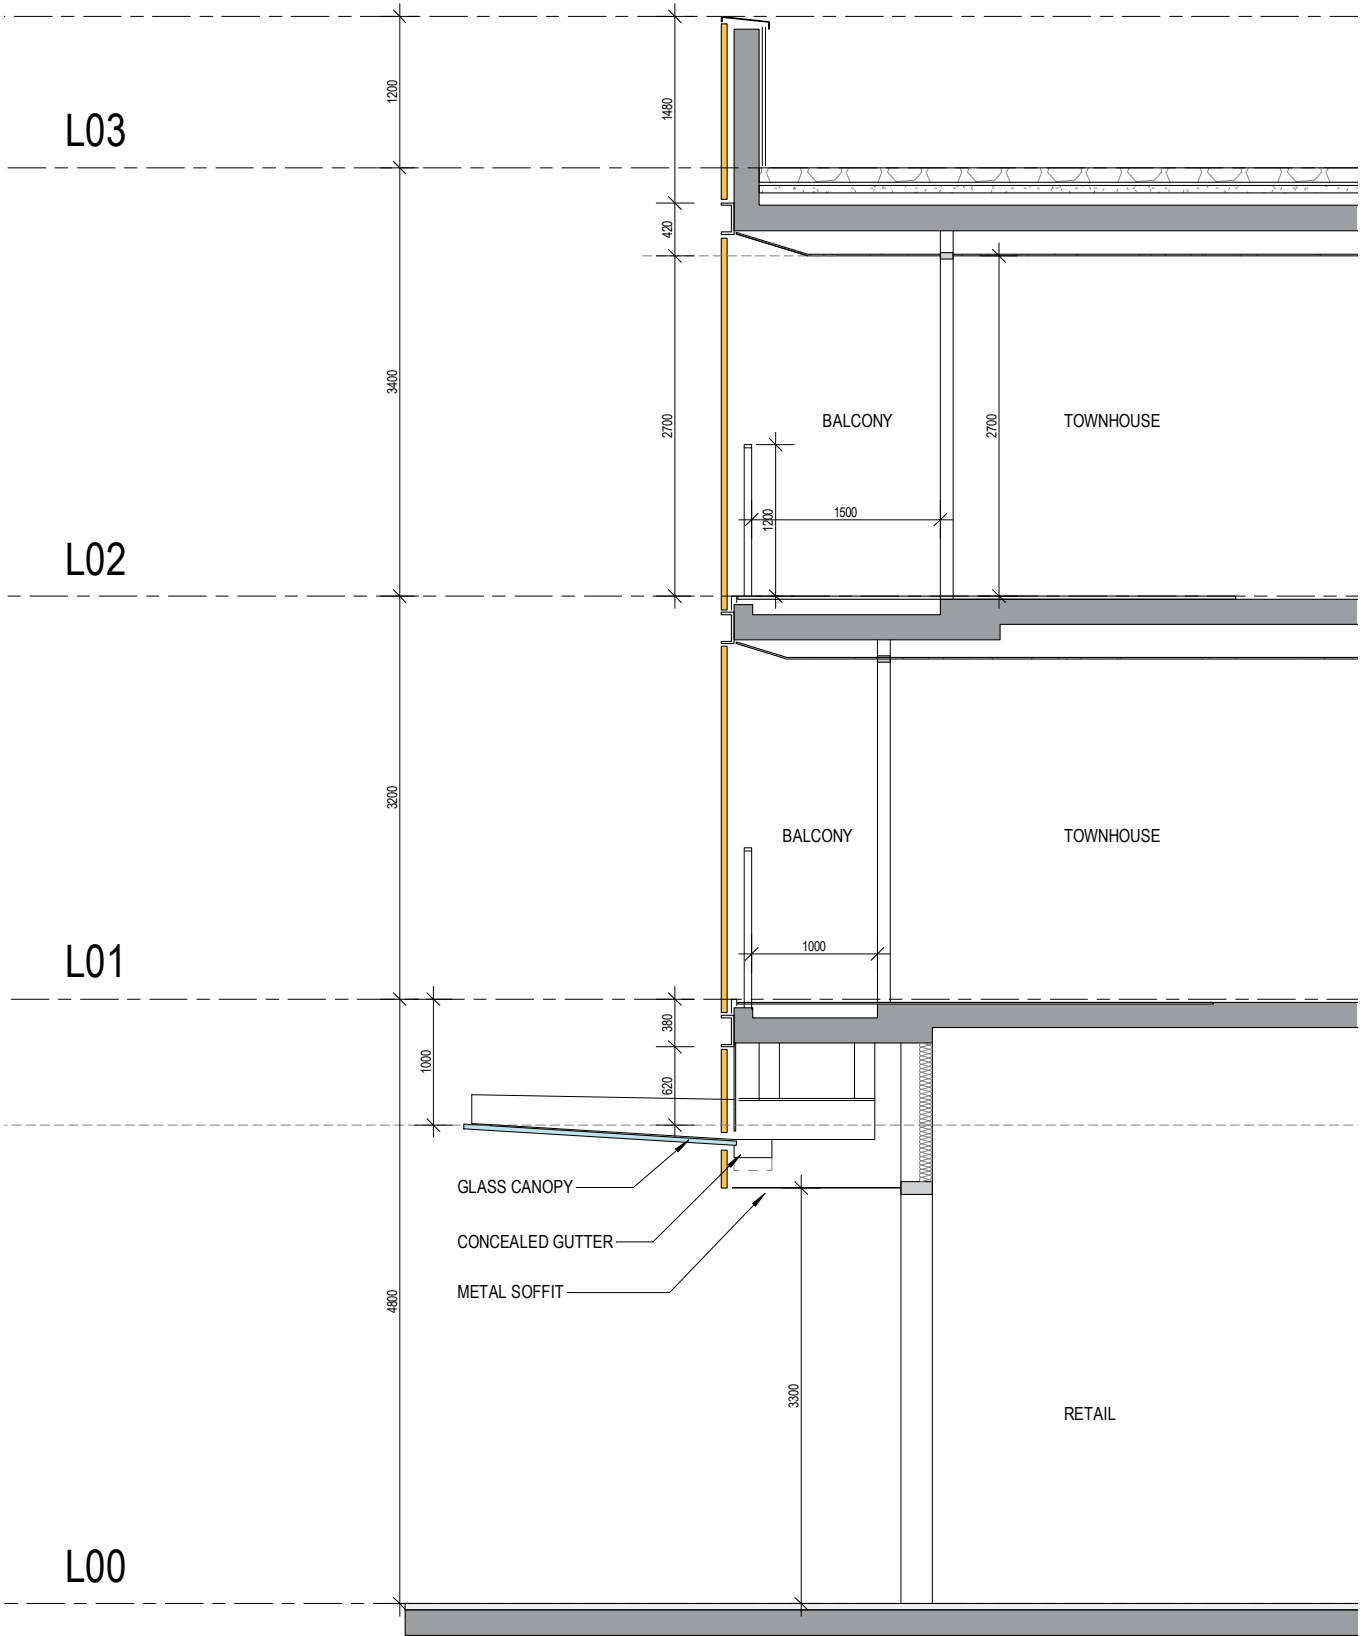 1200
1480
L03
420
3400
2700
BALCONY
2700
TOWNHOUSE
1200
1500
L02
3200
BALCONY
TOWNHOUSE
1000
L01
380
1000
620
GLASS CANOPY
CONCEALED GUTTER
METAL SOFFIT
4800
3300
RETAIL
L00